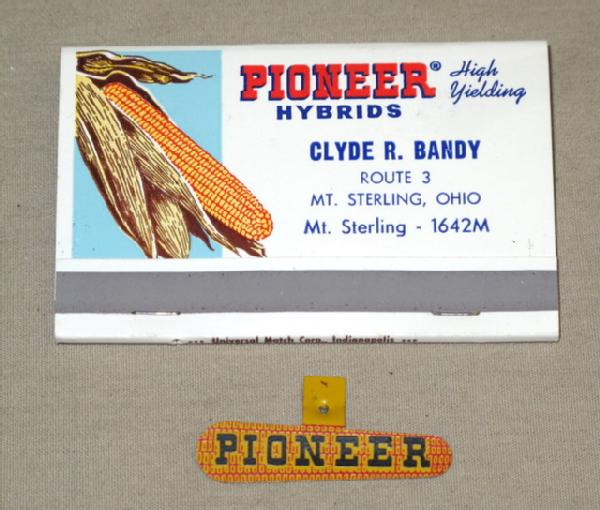 PIONEER® High
Yielding
HYBRIDS
CLYDE R. BANDY
ROUTE 3
MT. STERLING, OHIO
Mt. Sterling - 1642M
Universal Match Corp., Indianapolis
PIONEER